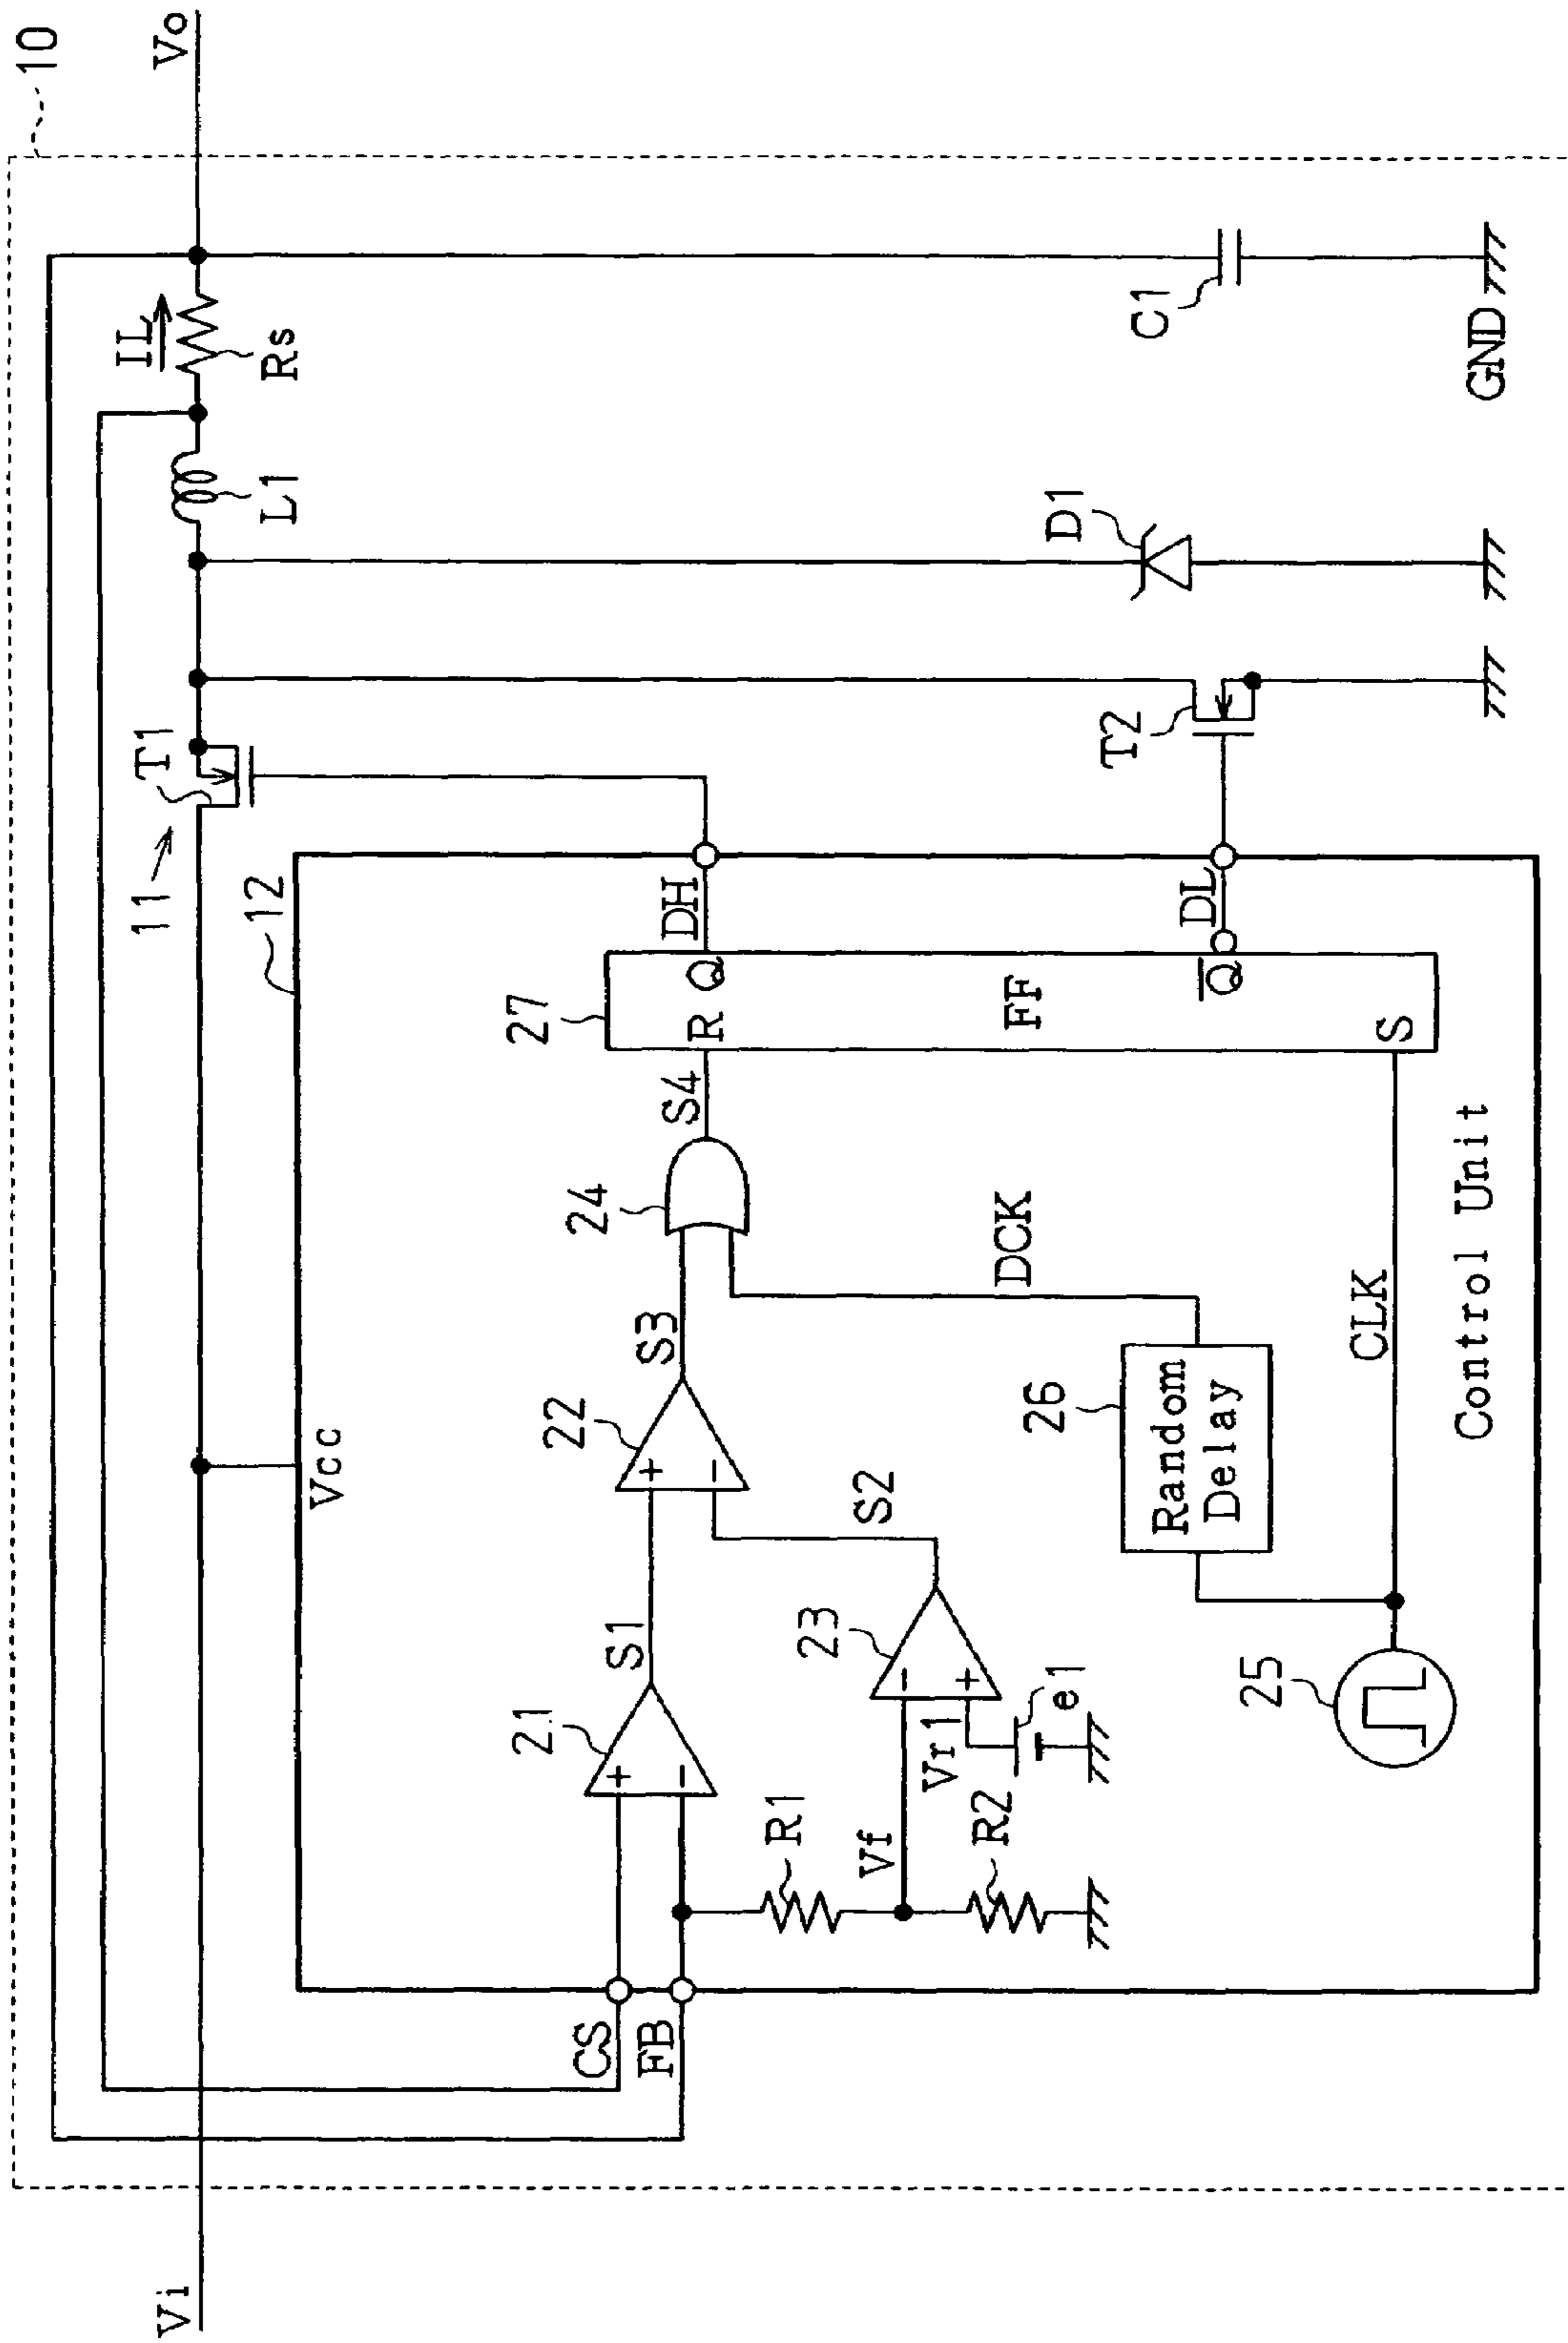 10
Vi
Vo
11
T1
L1
IL
Rs
12
Vcc
CS
FB
21
S1
22
S3
24
S4
27
R
Q
DH
FF
Q
DL
S
R1
Vf
R2
23
Vr1
e1
S2
26
Random
Delay
DCK
25
CLK
Control Unit
T2
D1
C1
GND
+
-
+
-
-
+